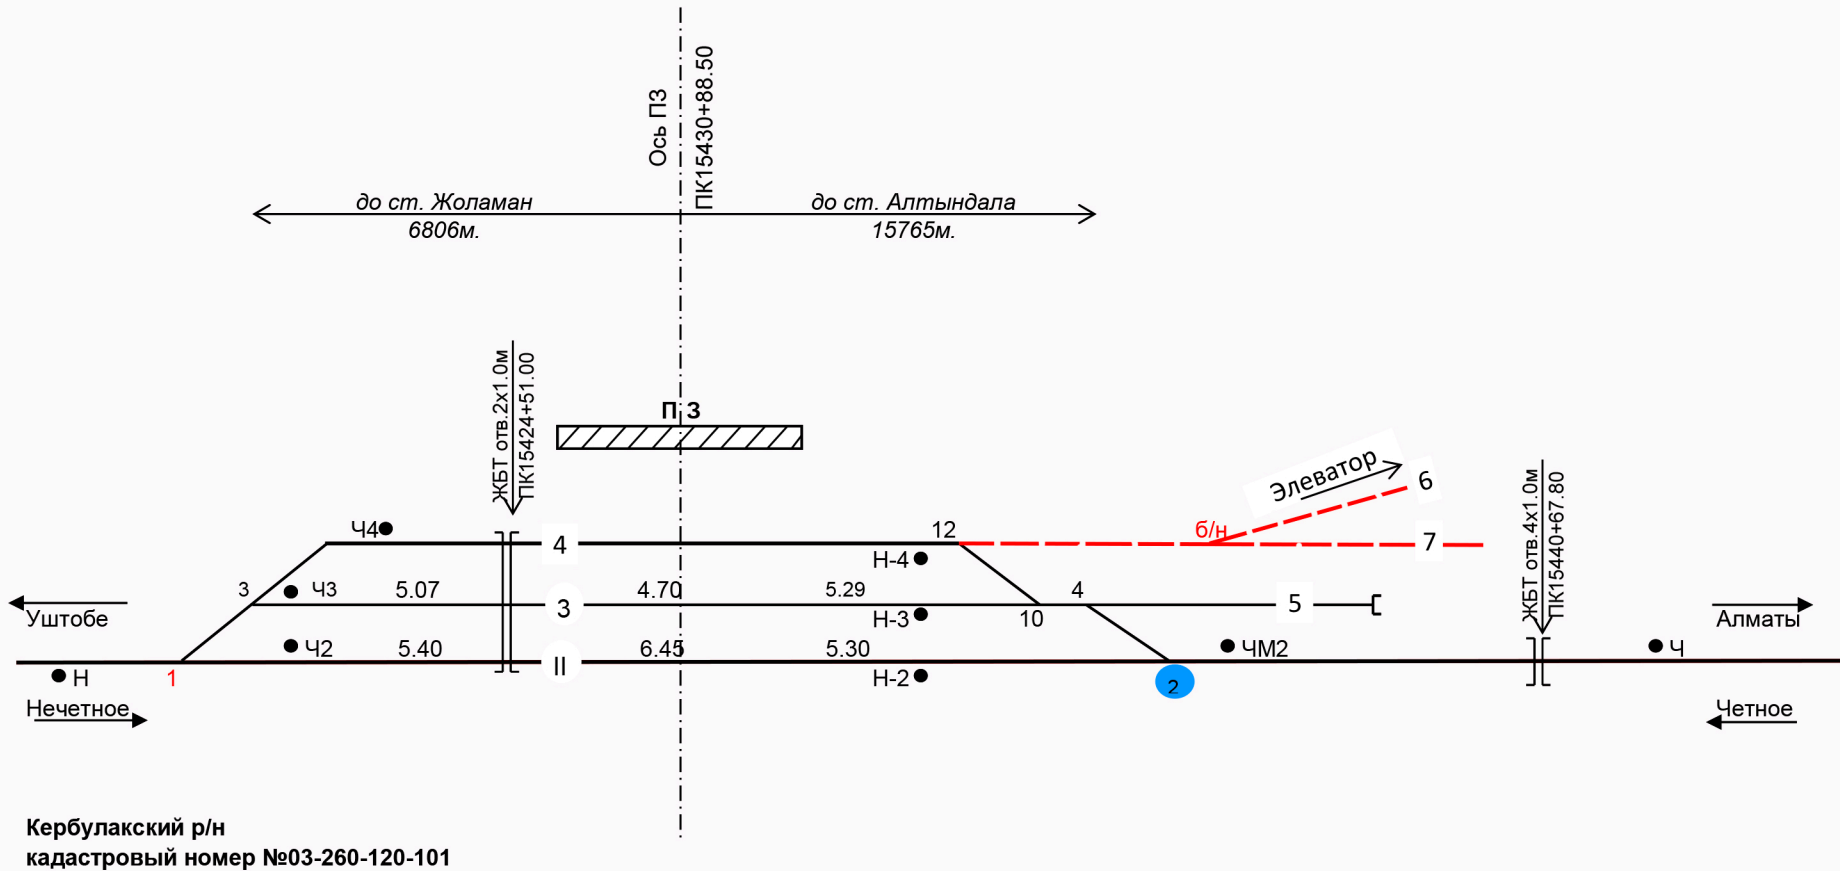 Ось ПЗ
ПК15430+88.50
до ст. Жоламан
6806м.
до ст. Алтындала
15765м.
ЖБТ отв.2х1.0м
ПК15424+51.00
П З
Элеватор
6
ЖБТ отв.4х1.0м
ПК15440+67.80
Ч4
4
12
б/н
7
Н-4
3
Ч3
5.07
3
4.70
5.29
4
5
Н-3
10
Уштобе
Алматы
Ч2
5.40
II
6.45
5.30
ЧМ2
Ч
Н
1
Н-2
2
Нечетное
Четное
Кербулакский р/н
кадастровый номер №03-260-120-101